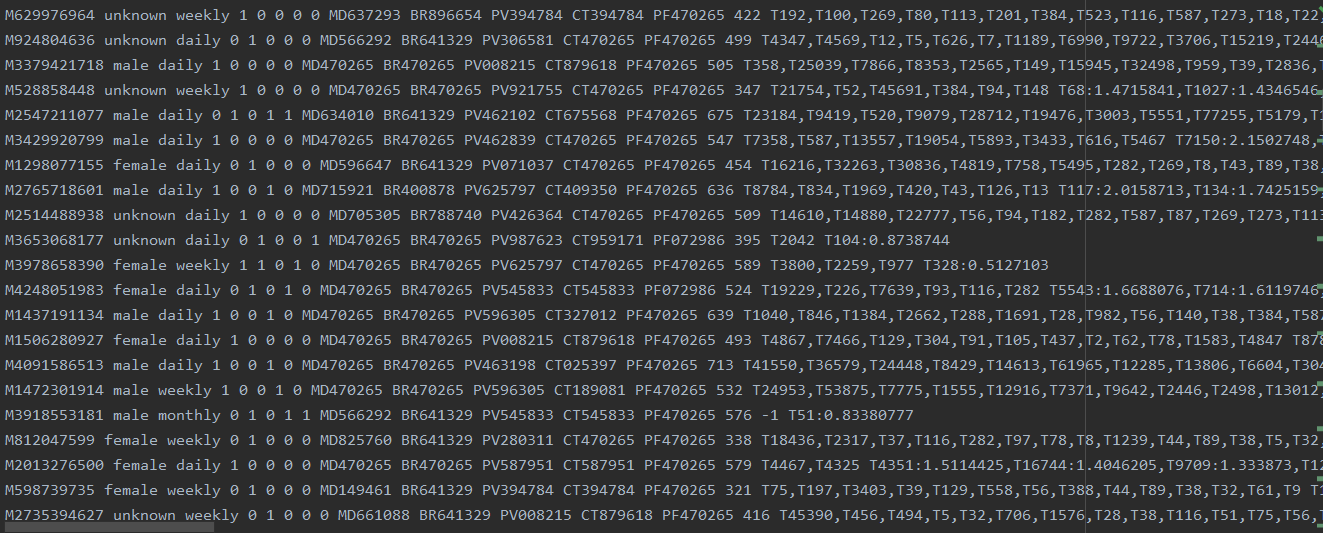 M629976964 unknown weekly 1 0 0 0 0 MD637293 BR896654 PV394784 CT394784 PF470265 422 T192,T100,T269,T80,T113,T201,T384,T523,T116,T587,T273,T18,T22,
M924804636 unknown daily 0 1 0 0 0 MD566292 BR641329 PV306581 CT470265 PF470265 499 T4347,T4569,T12,T5,T626,T7,T1189,T6990,T9722,T3706,T15219,T2446
M3379421718 male daily 1 0 0 0 0 MD470265 BR470265 PV008215 CT879618 PF470265 505 T358,T25039,T7866,T8353,T2565,T149,T15945,T32498,T959,T39,T2836,T
M528858448 unknown weekly 1 0 0 0 0 MD470265 BR470265 PV921755 CT470265 PF470265 347 T21754,T52,T45691,T384,T94,T148 T68:1.4715841,T1027:1.4346546,
M2547211077 male daily 0 1 0 1 1 MD634010 BR641329 PV462102 CT675568 PF470265 675 T23184,T9419,T520,T9079,T28712,T19476,T3003,T5551,T77255,T5179,T1
M3429920799 male daily 0 1 0 0 0 MD470265 BR470265 PV462839 CT470265 PF470265 547 T7358,T587,T13557,T19054,T5893,T3433,T616,T5467 T7150:2.1502748,
M1298077155 female daily 0 1 0 0 0 MD596647 BR641329 PV071037 CT470265 PF470265 454 T16216,T32263,T30836,T4819,T758,T5495,T282,T269,T8,T43,T89,T38,
M2765718601 male daily 1 0 0 1 0 MD715921 BR400878 PV625797 CT409350 PF470265 636 T8784,T834,T1969,T420,T43,T126,T13 T117:2.0158713,T134:1.7425159,
M2514488938 unknown daily 0 1 0 0 0 MD705305 BR788740 PV426364 CT470265 PF470265 509 T14610,T14880,T22777,T56,T94,T182,T282,T587,T87,T269,T273,T113
M3653068177 unknown daily 0 1 0 0 1 MD470265 BR470265 PV987623 CT959171 PF072986 395 T2042 T104:0.8738744
M3978658390 female weekly 1 1 0 1 0 MD470265 BR470265 PV625797 CT470265 PF470265 589 T3800,T2259,T977 T328:0.5127103
M4248051983 female daily 0 1 0 1 0 MD470265 BR470265 PV545833 CT545833 PF072986 524 T19229,T226,T7639,T93,T116,T282 T5543:1.6688076,T714:1.6119746,
M1437191134 male daily 1 0 0 1 0 MD470265 BR470265 PV596305 CT327012 PF470265 639 T1040,T846,T1384,T2662,T288,T1691,T28,T982,T56,T140,T38,T384,T587
M1506280927 female daily 0 1 0 0 0 MD470265 BR470265 PV008215 CT879618 PF470265 493 T4867,T7466,T129,T304,T91,T105,T437,T2,T62,T78,T1583,T4847 T878
M4091586513 male daily 1 0 0 1 0 MD470265 BR470265 PV463198 CT025397 PF470265 713 T41550,T36579,T24448,T8429,T14613,T61965,T12285,T13806,T6604,T304
M1472301914 male weekly 1 0 0 1 0 MD470265 BR470265 PV596305 CT189081 PF470265 532 T24953,T53875,T7775,T1555,T12916,T7371,T9642,T2446,T2498,T13012,
M3918553181 male monthly 0 1 0 1 1 MD566292 BR641329 PV545833 CT545833 PF470265 576 -1 T51:0.83380777
M812047599 female weekly 0 1 0 0 0 MD825760 BR641329 PV280311 CT470265 PF470265 338 T18436,T2317,T37,T116,T282,T97,T78,T8,T1239,T44,T89,T38,T5,T32,
M2013276500 female daily 1 0 0 0 0 MD470265 BR470265 PV587951 CT587951 PF470265 579 T4467,T4325 T4351:1.5114425,T16744:1.4046205,T9709:1.333873,T12
M598739735 female weekly 0 1 0 0 0 MD149461 BR641329 PV394784 CT394784 PF470265 321 T75,T197,T3403,T39,T129,T558,T56,T388,T44,T89,T38,T32,T61,T9 T1
M2735394627 unknown weekly 0 1 0 0 0 MD661088 BR641329 PV008215 CT879618 PF470265 416 T45390,T456,T494,T5,T32,T706,T1576,T28,T38,T116,T51,T75,T56,T